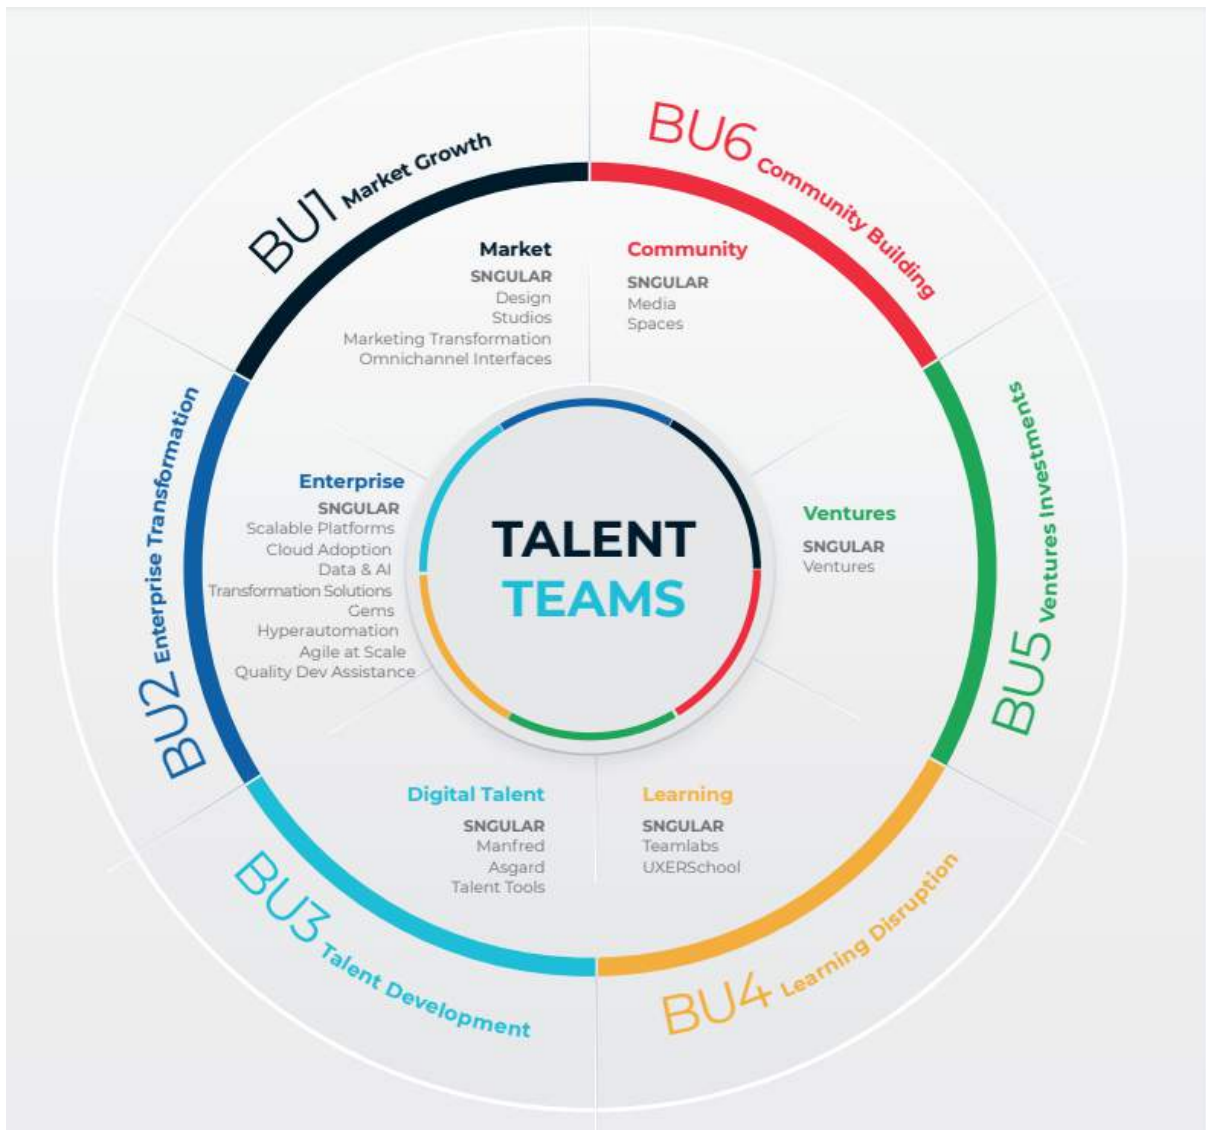 BU1 Market Growth
Market
SNGULAR
Design
Studios
Marketing Transformation
Omnichannel Interfaces
BU6 Community Building
Community
SNGULAR
Media
Spaces
BU2 Enterprise Transformation
Enterprise
SNGULAR
Scalable Platforms
Cloud Adoption
Data & AI
Transformation Solutions
Gems
Hyperautomation
Agile at Scale
Quality Dev Assistance
TALENT
TEAMS
Ventures
SNGULAR
Ventures
BU5 Ventures Investments
Digital Talent
SNGULAR
Manfred
Asgard
Talent Tools
BU3 Talent Development
Learning
SNGULAR
Teamlabs
UXERSchool
BU4 Learning Disruption